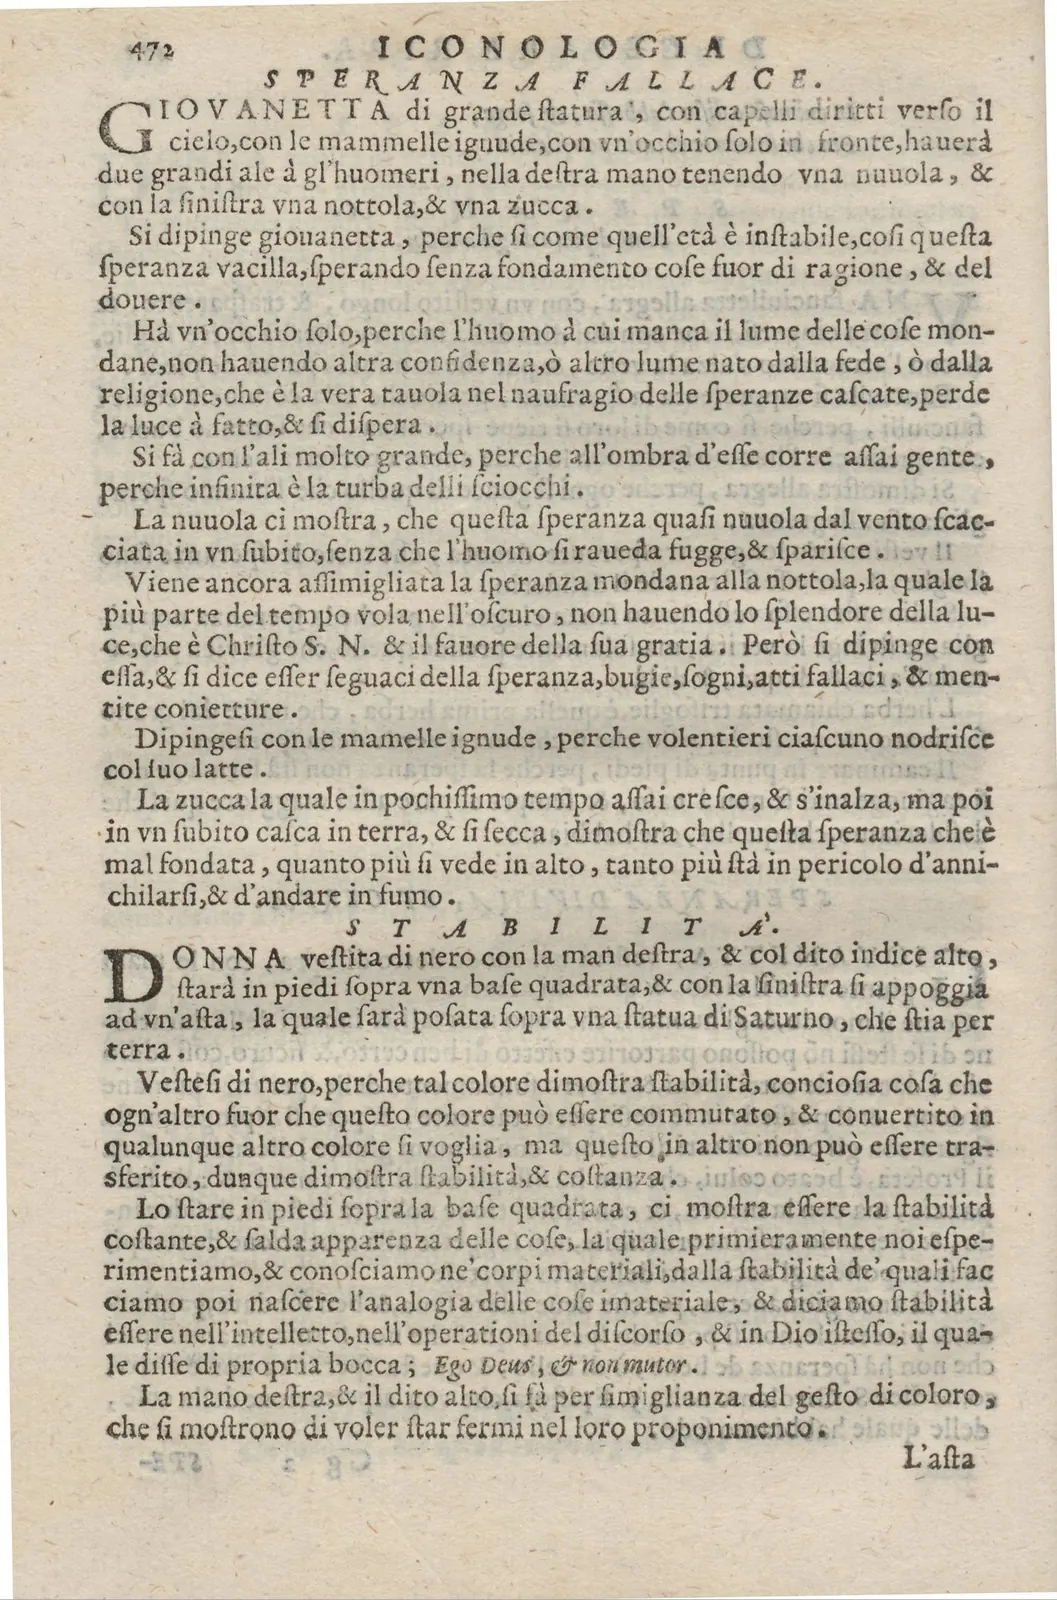 472 ICONOLOGIA
SPERANZA FALLACE.
GIOVANETTA di grande ſtatura, con capelli diritti verſo il
cielo,con le mammelle ignude,con vn'occhio ſolo in fronte,hauerà
due grandi ale à gl'huomeri, nella deſtra mano tenendo vna nuuola, &
con la ſiniſtra vna nottola,& vna zucca.
Si dipinge giouanetta, perche ſi come quell'età è inſtabile,coſi queſta
ſperanza vacilla,ſperando ſenza fondamento coſe fuor di ragione, & del
douere.
Hà vn'occhio ſolo,perche l'huomo à cui manca il lume delle coſe mon-
dane,non hauendo altra confidenza,ò altro lume nato dalla fede, ò dalla
religione,che è la vera tauola nel naufragio delle ſperanze caſcate,perde
la luce à fatto,& ſi diſpera.
Si fà con l'ali molto grande, perche all'ombra d'eſſe corre aſſai gente,
perche infinita è la turba delli ſciocchi.
La nuuola ci moſtra, che queſta ſperanza quaſi nuuola dal vento ſcac-
ciata in vn ſubito,ſenza che l'huomo ſi raueda fugge,& ſpariſce.
Viene ancora aſſimigliata la ſperanza mondana alla nottola,la quale la
più parte del tempo vola nell'oſcuro, non hauendo lo ſplendore della lu-
ce,che è Chriſto S. N. & il fauore della ſua gratia. Però ſi dipinge con
eſſa,& ſi dice eſſer ſeguaci della ſperanza,bugie,ſogni,atti fallaci, & men-
tite conietture.
Dipingeſi con le mamelle ignude, perche volentieri ciaſcuno nodriſce
col ſuo latte.
La zucca la quale in pochiſſimo tempo aſſai creſce, & s'inalza, ma poi
in vn ſubito caſca in terra, & ſi ſecca, dimoſtra che queſta ſperanza che è
mal fondata, quanto più ſi vede in alto, tanto più ſtà in pericolo d'anni-
chilarſi,& d'andare in fumo.
STABILITÀ.
DONNA veſtita di nero con la man deſtra, & col dito indice alto,
ſtarà in piedi ſopra vna baſe quadrata,& con la ſiniſtra ſi appoggia
ad vn'aſta, la quale ſarà poſata ſopra vna ſtatua di Saturno, che ſtia per
terra.
Veſteſi di nero,perche tal colore dimoſtra ſtabilità, concioſia coſa che
ogn'altro fuor che queſto colore può eſſere commutato, & conuertito in
qualunque altro colore ſi voglia, ma queſto in altro non può eſſere tra-
sferito, dunque dimoſtra ſtabilità,& coſtanza.
Lo ſtare in piedi ſopra la baſe quadrata, ci moſtra eſſere la ſtabilità
coſtante,& ſalda apparenza delle coſe, la quale primieramente noi eſpe-
rimentiamo,& conoſciamo ne'corpi materiali,dalla ſtabilità de'quali fac
ciamo poi naſcere l'analogia delle coſe imateriale, & diciamo ſtabilità
eſſere nell'intelletto,nell'operationi del diſcorſo, & in Dio iſteſſo, il qua-
le diſſe di propria bocca; Ego Deus, & non mutor.
La mano deſtra,& il dito alto,ſi fà per ſimiglianza del geſto di coloro,
che ſi moſtrono di voler ſtar fermi nel loro proponimento.
L'aſta